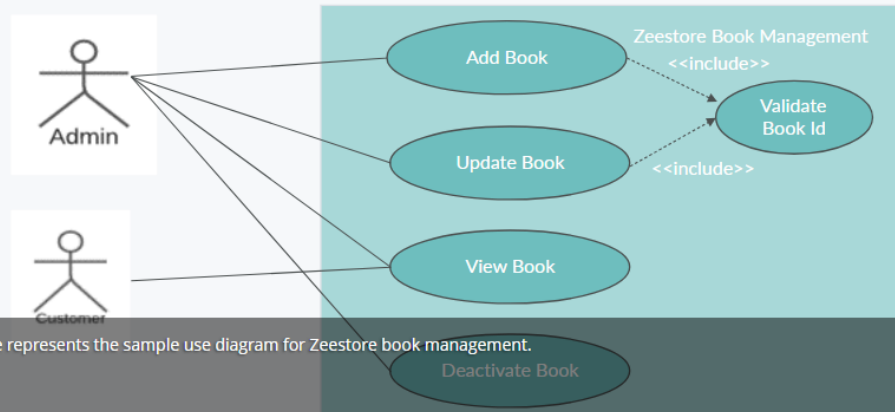 Add Book
Zeestore Book Management
<<include>>
Validate
Book Id
Admin
Update Book
<<include>>
View Book
Customer
e represents the sample use diagram for Zeestore book management.
Deactivate Book